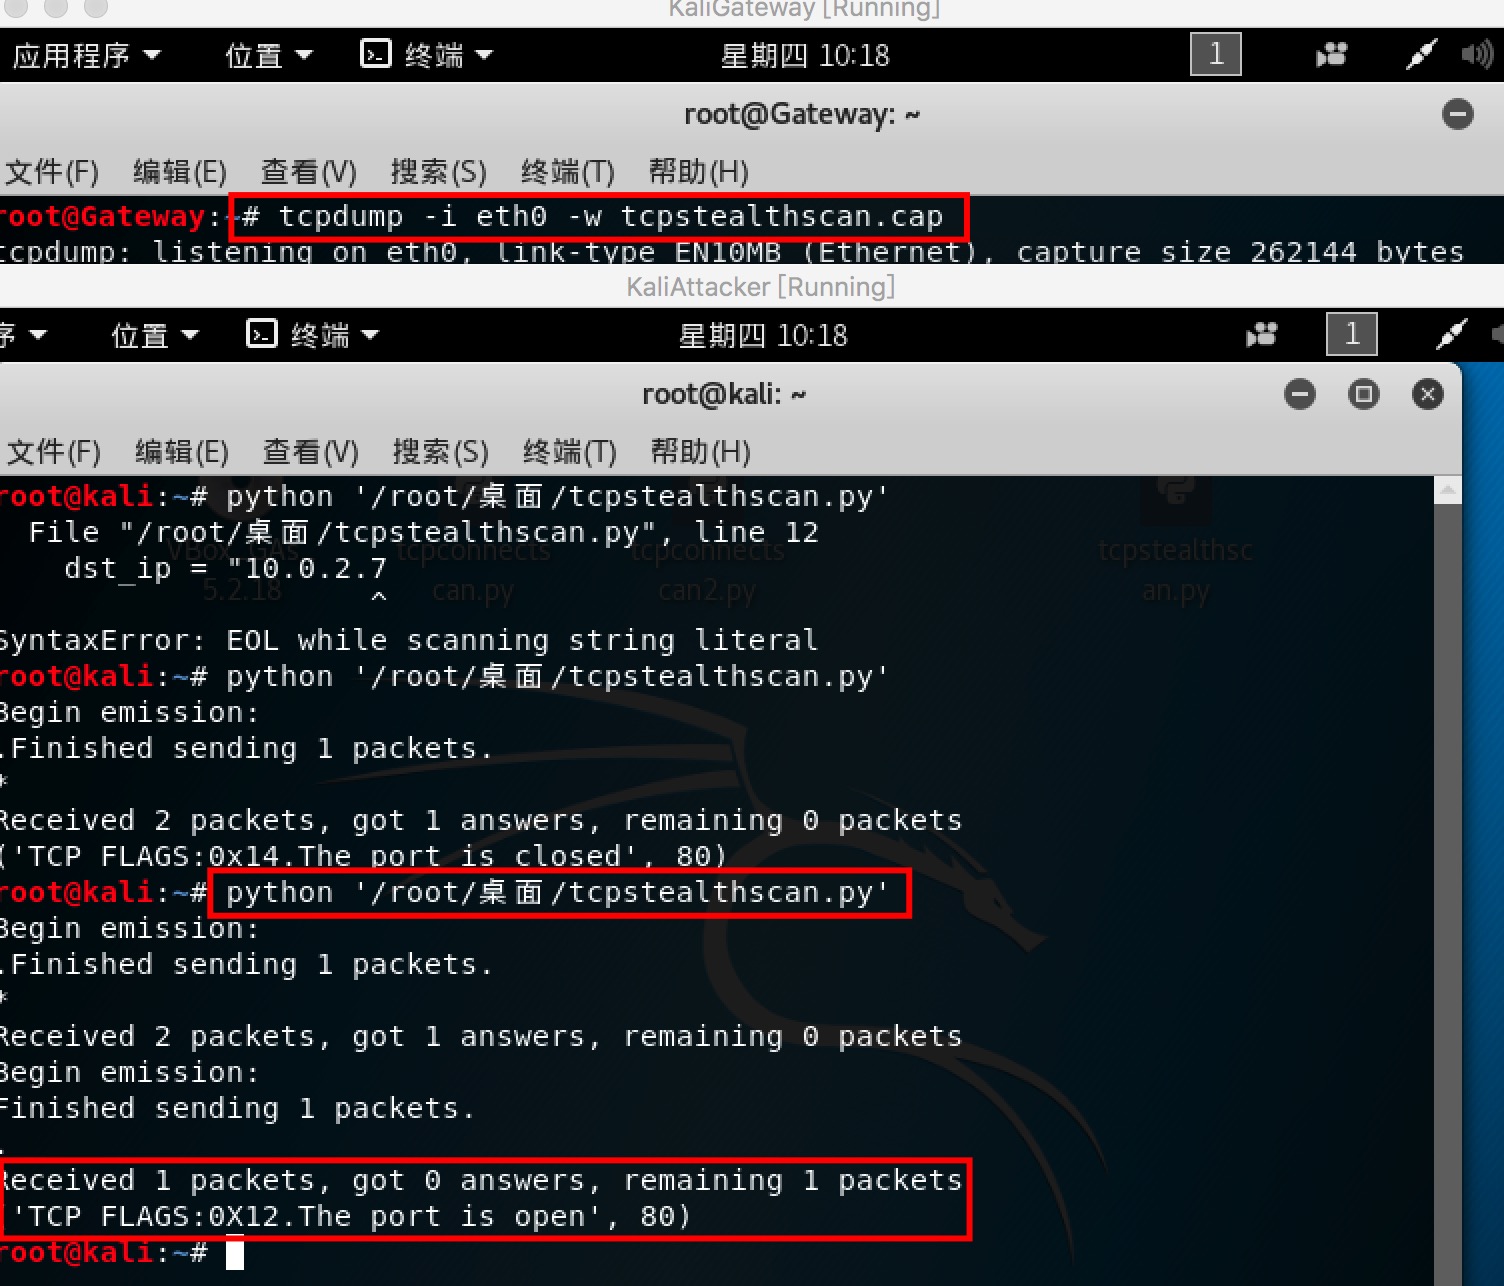 KaliGateway [Running]
应用程序 位置 终端 星期四 10:18 1
root@Gateway: ~
文件(F) 编辑(E) 查看(V) 搜索(S) 终端(T) 帮助(H)
root@Gateway:~# tcpdump -i eth0 -w tcpstealthscan.cap
tcpdump: listening on eth0, link-type EN10MB (Ethernet), capture size 262144 bytes
KaliAttacker [Running]
序 位置 终端 星期四 10:18 1
root@kali: ~
文件(F) 编辑(E) 查看(V) 搜索(S) 终端(T) 帮助(H)
root@kali:~# python '/root/桌面/tcpstealthscan.py'
File "/root/桌面/tcpstealthscan.py", line 12
VBox_GAs_ tcpconnects tcpconnects tcpstealthsc
dst_ip = "10.0.2.7
5.2.18 can.py can2.py an.py
^
SyntaxError: EOL while scanning string literal
root@kali:~# python '/root/桌面/tcpstealthscan.py'
Begin emission:
.Finished sending 1 packets.
*
Received 2 packets, got 1 answers, remaining 0 packets
('TCP FLAGS:0x14.The port is closed', 80)
root@kali:~# python '/root/桌面/tcpstealthscan.py'
Begin emission:
.Finished sending 1 packets.
*
Received 2 packets, got 1 answers, remaining 0 packets
Begin emission:
Finished sending 1 packets.
.
Received 1 packets, got 0 answers, remaining 1 packets
('TCP FLAGS:0X12.The port is open', 80)
root@kali:~#